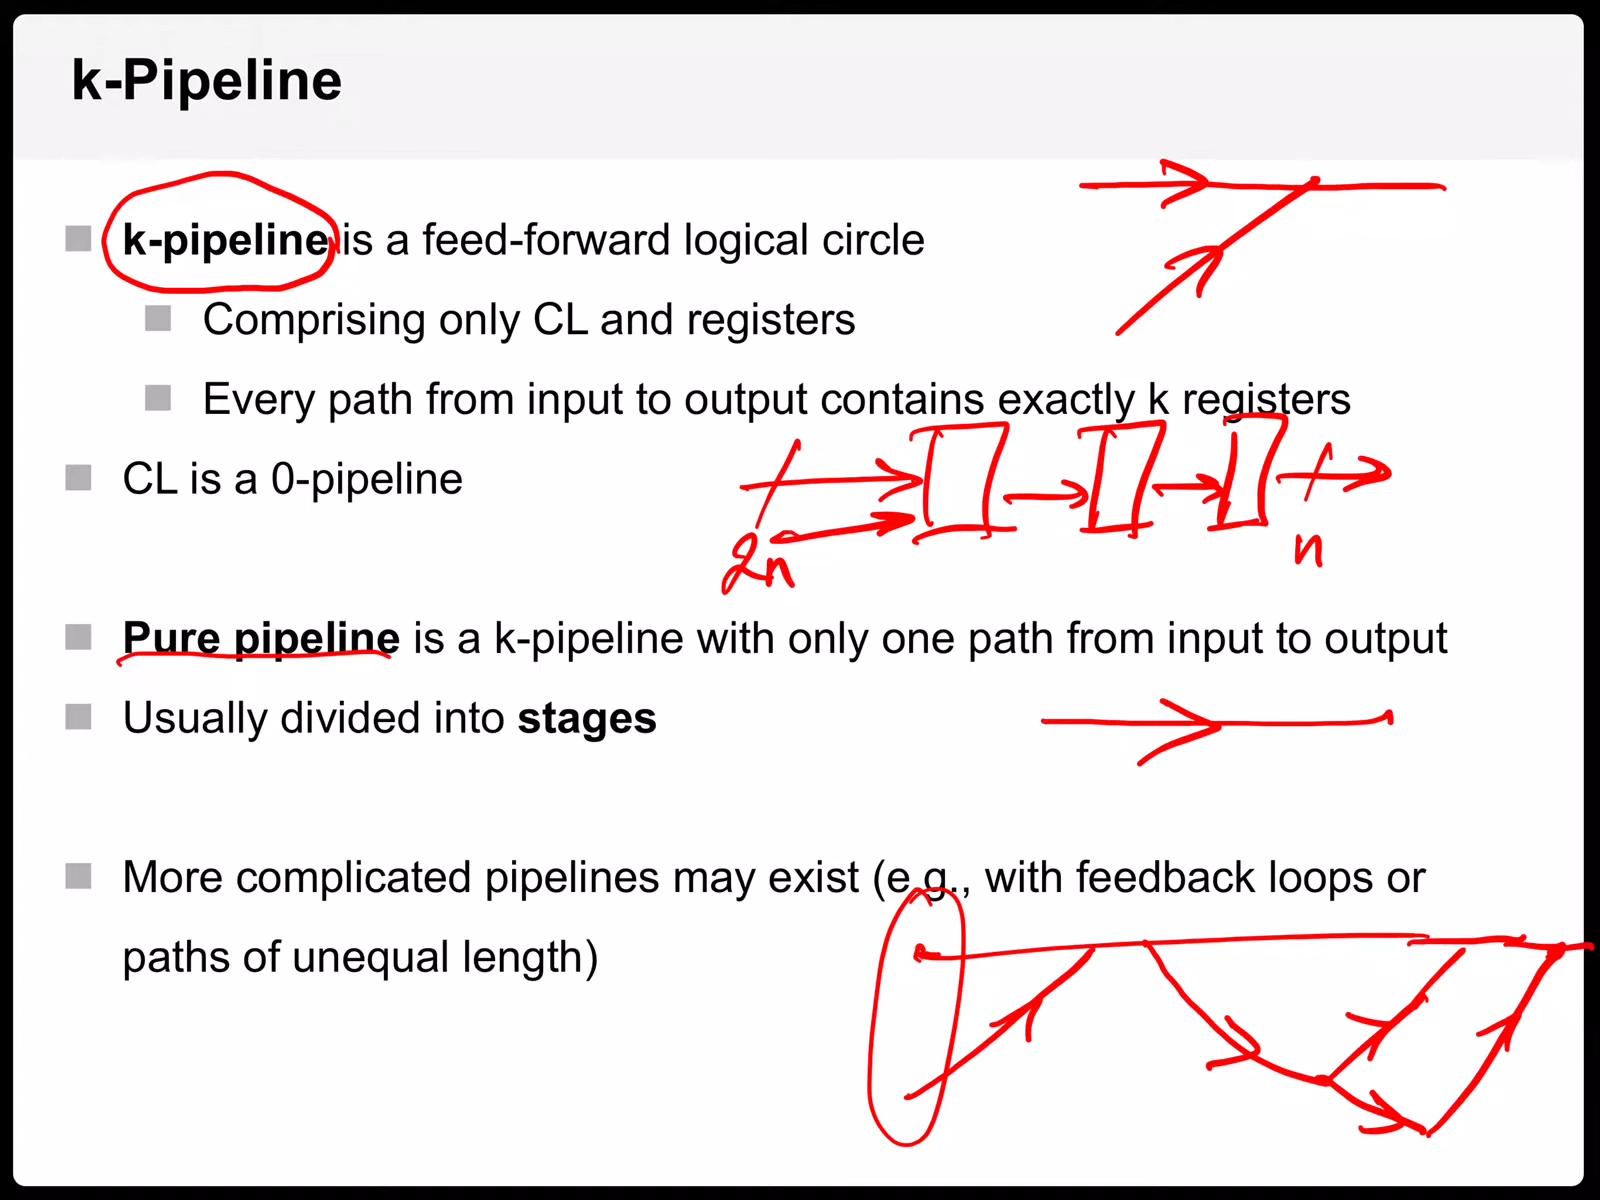 k-Pipeline
k-pipeline is a feed-forward logical circle
Comprising only CL and registers
Every path from input to output contains exactly k registers
CL is a 0-pipeline
2n
n
Pure pipeline is a k-pipeline with only one path from input to output
Usually divided into stages
More complicated pipelines may exist (e.g., with feedback loops or
paths of unequal length)